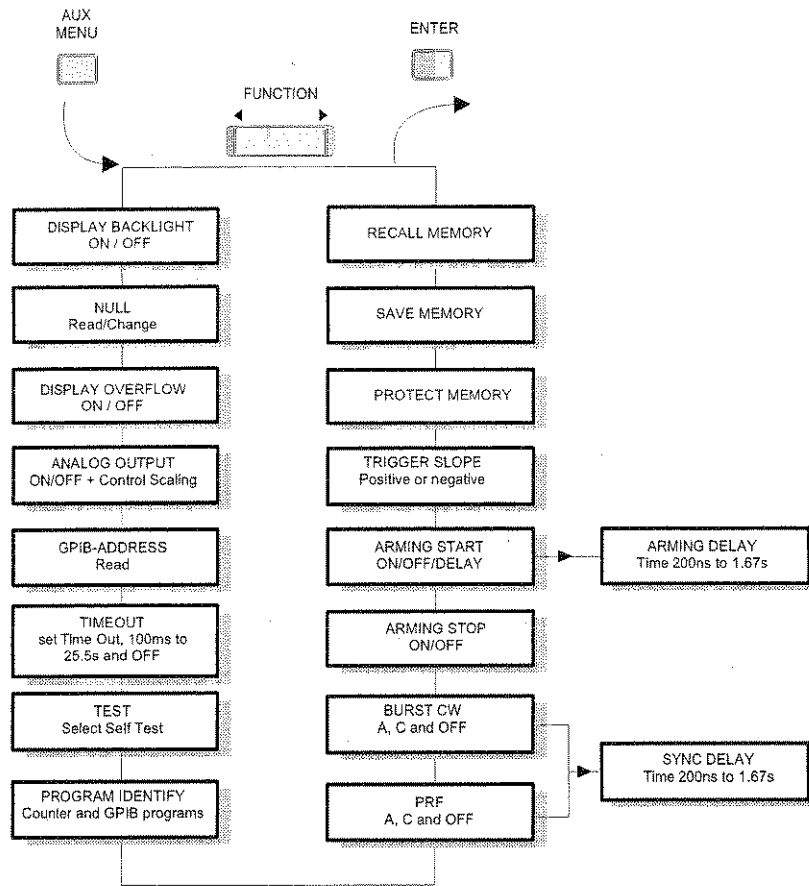 AUX
MENU
ENTER
FUNCTION
DISPLAY BACKLIGHT
ON / OFF
NULL
Read/Change
DISPLAY OVERFLOW
ON / OFF
ANALOG OUTPUT
ON/OFF + Control Scaling
GPIB-ADDRESS
Read
TIMEOUT
set Time Out, 100ms to
25.5s and OFF
TEST
Select Self Test
PROGRAM IDENTIFY
Counter and GPIB programs
RECALL MEMORY
SAVE MEMORY
PROTECT MEMORY
TRIGGER SLOPE
Positive or negative
ARMING START
ON/OFF/DELAY
ARMING DELAY
Time 200ns to 1.67s
ARMING STOP
ON/OFF
BURST CW
A, C and OFF
PRF
A, C and OFF
SYNC DELAY
Time 200ns to 1.67s